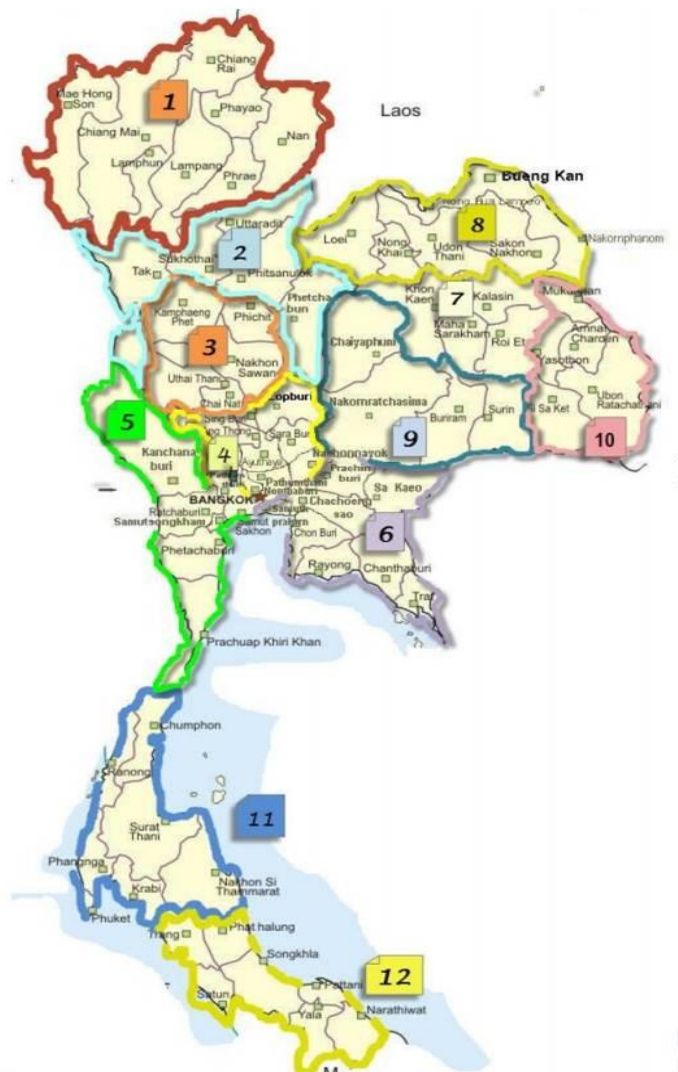 Chiang
Rai
Mae Hong
Son
1
Phayao
Laos
Chiang Mai
Nan
Lamphun
Lampang
Phrae
Bueng Kan
8
Loei
Nong
Khai
Udon
Thani
Sakon
Nakhon
Nakornphanom
2
Sukhothai
Tak
Phitsanulok
Phetcha
bun
Kamphaeng
Phet
Phichit
3
Nakhon
Sawan
Uthai Thani
Chai Nat
Khon
Kaen
7
Kalasin
Maha
Sarakham
Roi Et
Chaiyaphum
Mukdahan
Amnat
Charoen
Yasothon
Ubon
Ratachathani
Si Sa Ket
10
Nakornratchasima
Buriram
Surin
9
5
Kanchana
buri
Lopburi
Sara Buri
Ayuthaya
4
Nakhonnayok
Prachin
buri
Pathumthani
Nonthaburi
BANGKOK
Sa Kaeo
Chachoeng
sao
6
Ratchaburi
Samutsongkham
Sakhon
Chon Buri
Phetachaburi
Rayong
Chanthaburi
Trat
Prachuap Khiri Khan
Chumphon
Ranong
11
Surat
Thani
Phangnga
Krabi
Nakhon Si
Thammarat
Phuket
Trang
Phat halung
Songkhla
12
Pattani
Satun
Yala
Narathiwat